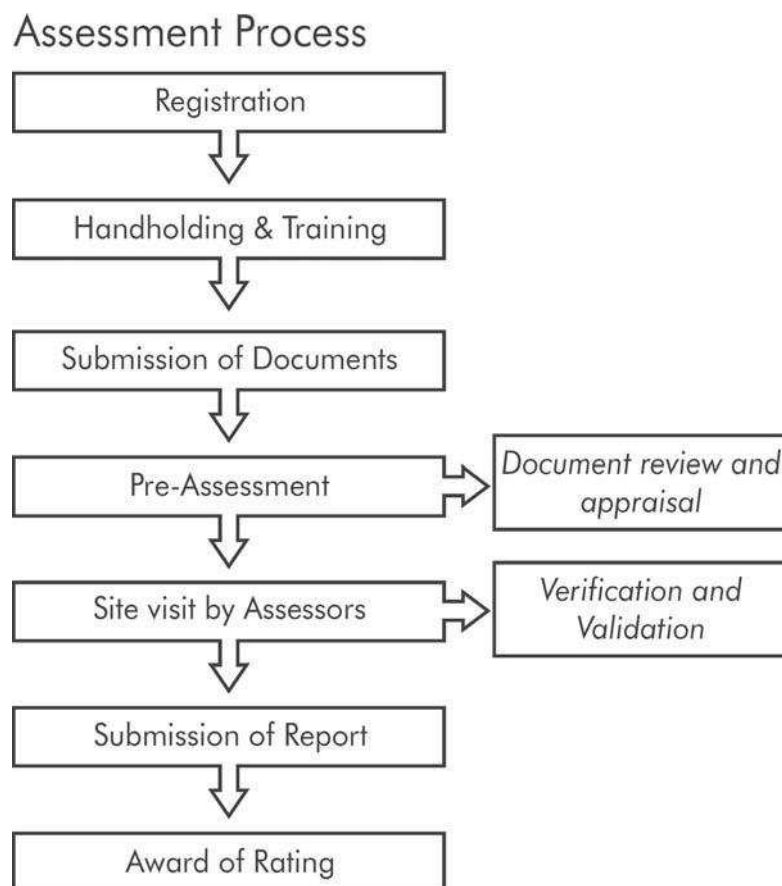 Assessment Process
Registration
Handholding & Training
Submission of Documents
Pre-Assessment
Document review and
appraisal
Site visit by Assessors
Verification and
Validation
Submission of Report
Award of Rating